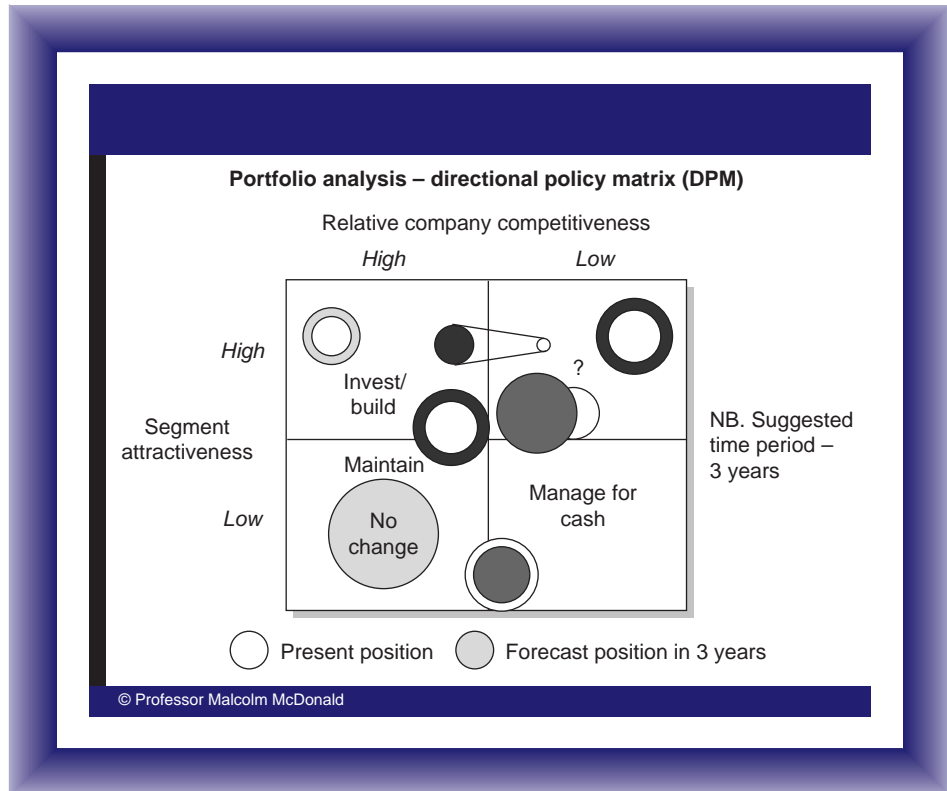 Portfolio analysis – directional policy matrix (DPM)
Relative company competitiveness
High
Low
High
?
Invest/
build
Segment
attractiveness
NB. Suggested
time period –
3 years
Maintain
Low
No
change
Manage for
cash
Present position
Forecast position in 3 years
© Professor Malcolm McDonald